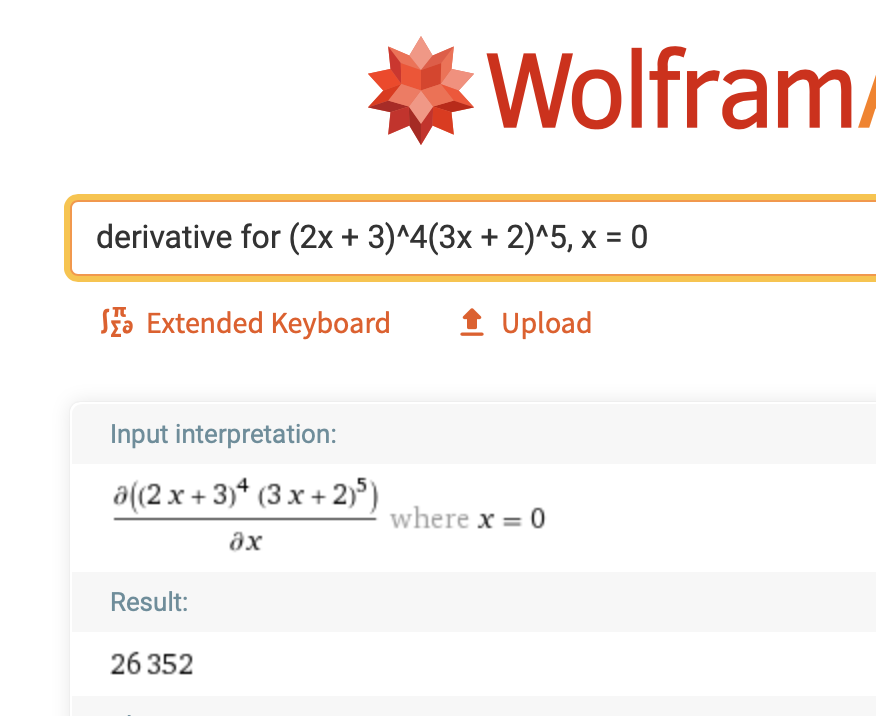 Wolfram
derivative for (2x + 3)^4(3x + 2)^5, x = 0
Extended Keyboard
Upload
Input interpretation:
∂((2 x + 3)⁴ (3 x + 2)⁵)
∂x
where x = 0
Result:
26 352